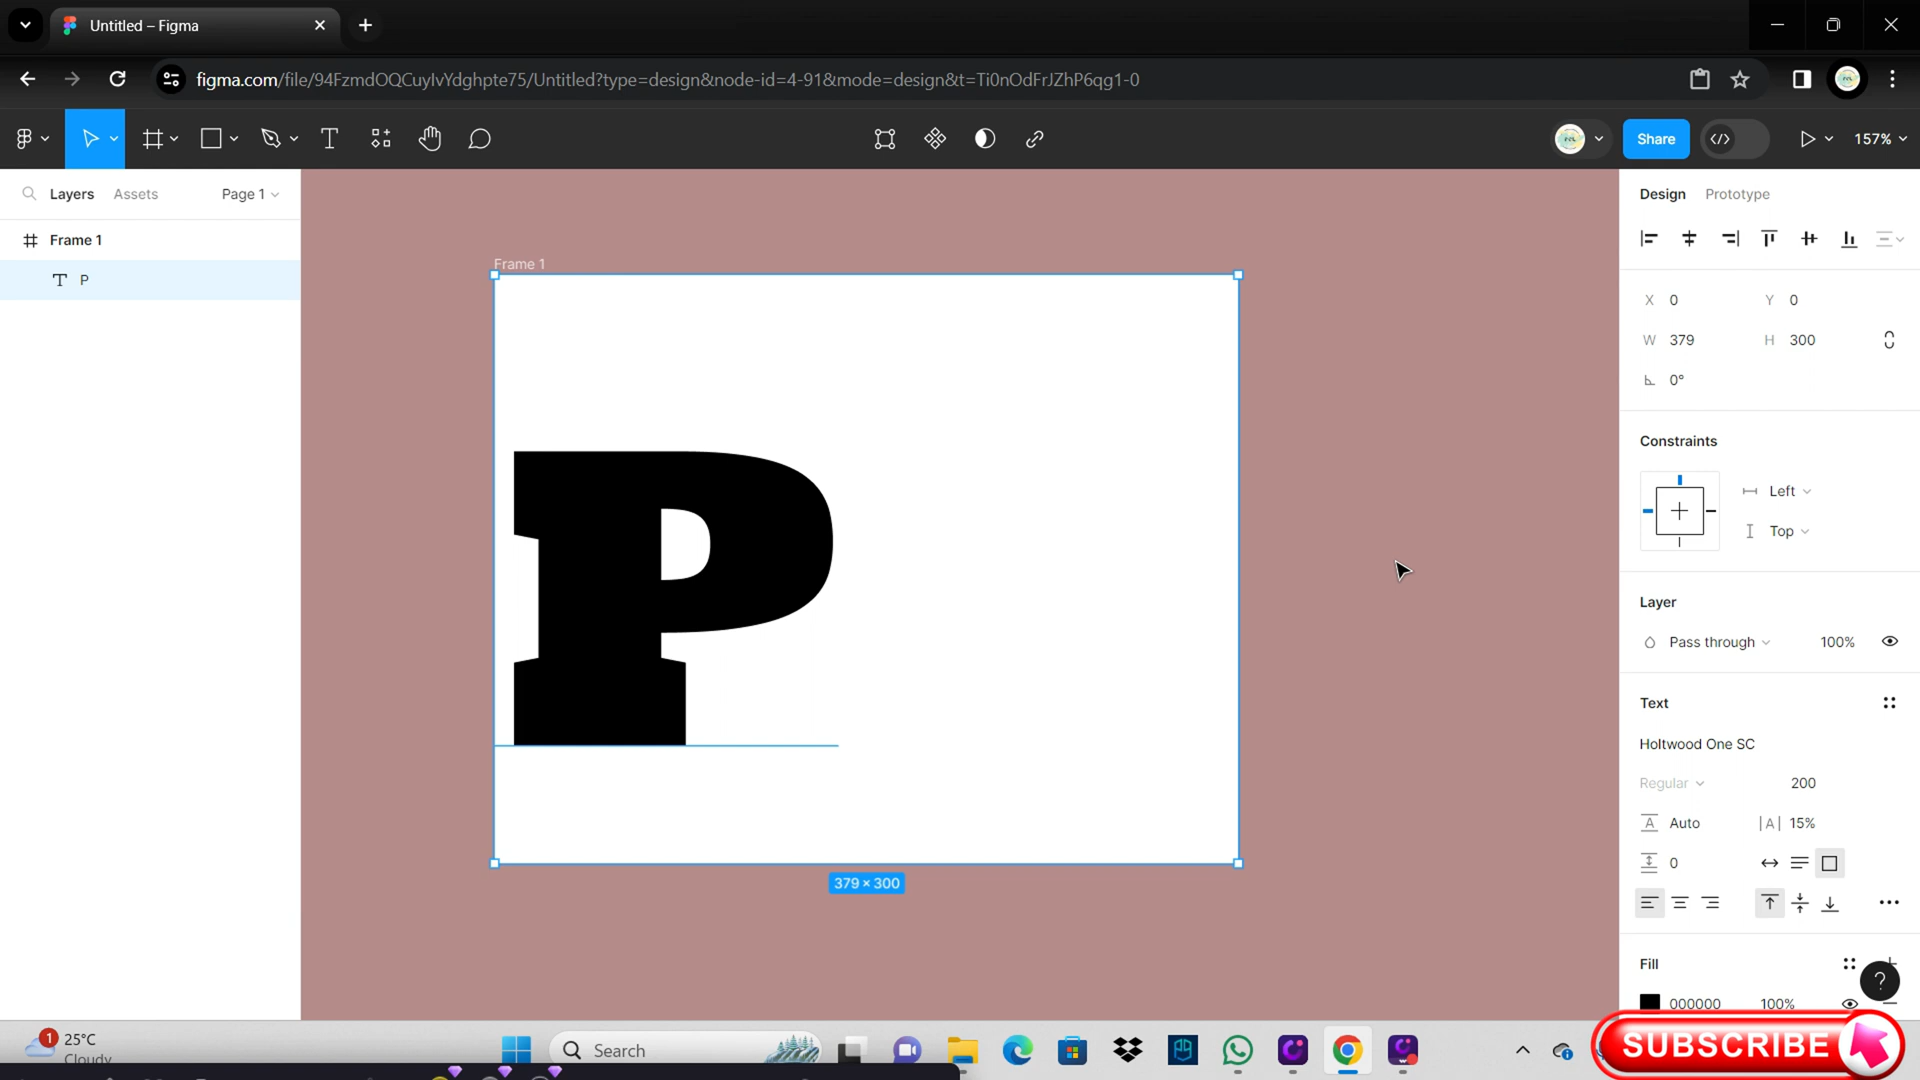 Untitled – Figma
figma.com/file/94FzmdOQCuylvYdghpte75/Untitled?type=design&node-id=4-91&mode=design&t=Ti0nOdFrJZhP6qg1-0
Share
157%
Layers
Assets
Page 1
Design
Prototype
Frame 1
P
Frame 1
P
379 × 300
X 0
Y 0
W 379
H 300
0°
Constraints
Left
Top
Layer
Pass through
100%
Text
Holtwood One SC
Regular
200
Auto
|A| 15%
0
Fill
000000
100%
?
1
25°C
Cloudy
Search
SUBSCRIBE